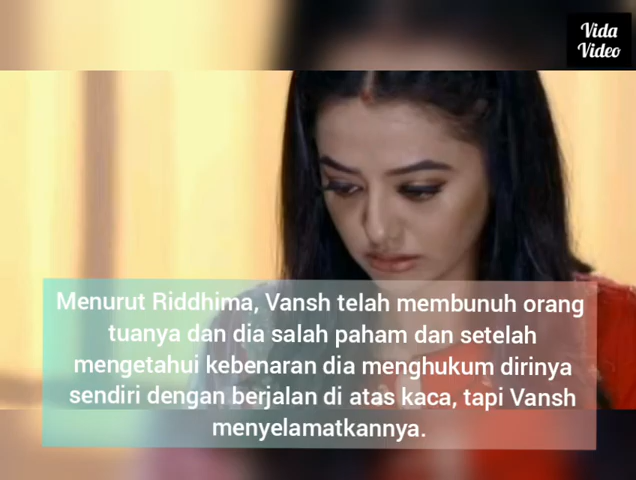 Vida
Video
Menurut Riddhima, Vansh telah membunuh orang
tuanya dan dia salah paham dan setelah
mengetahui kebenaran dia menghukum dirinya
sendiri dengan berjalan di atas kaca, tapi Vansh
menyelamatkannya.